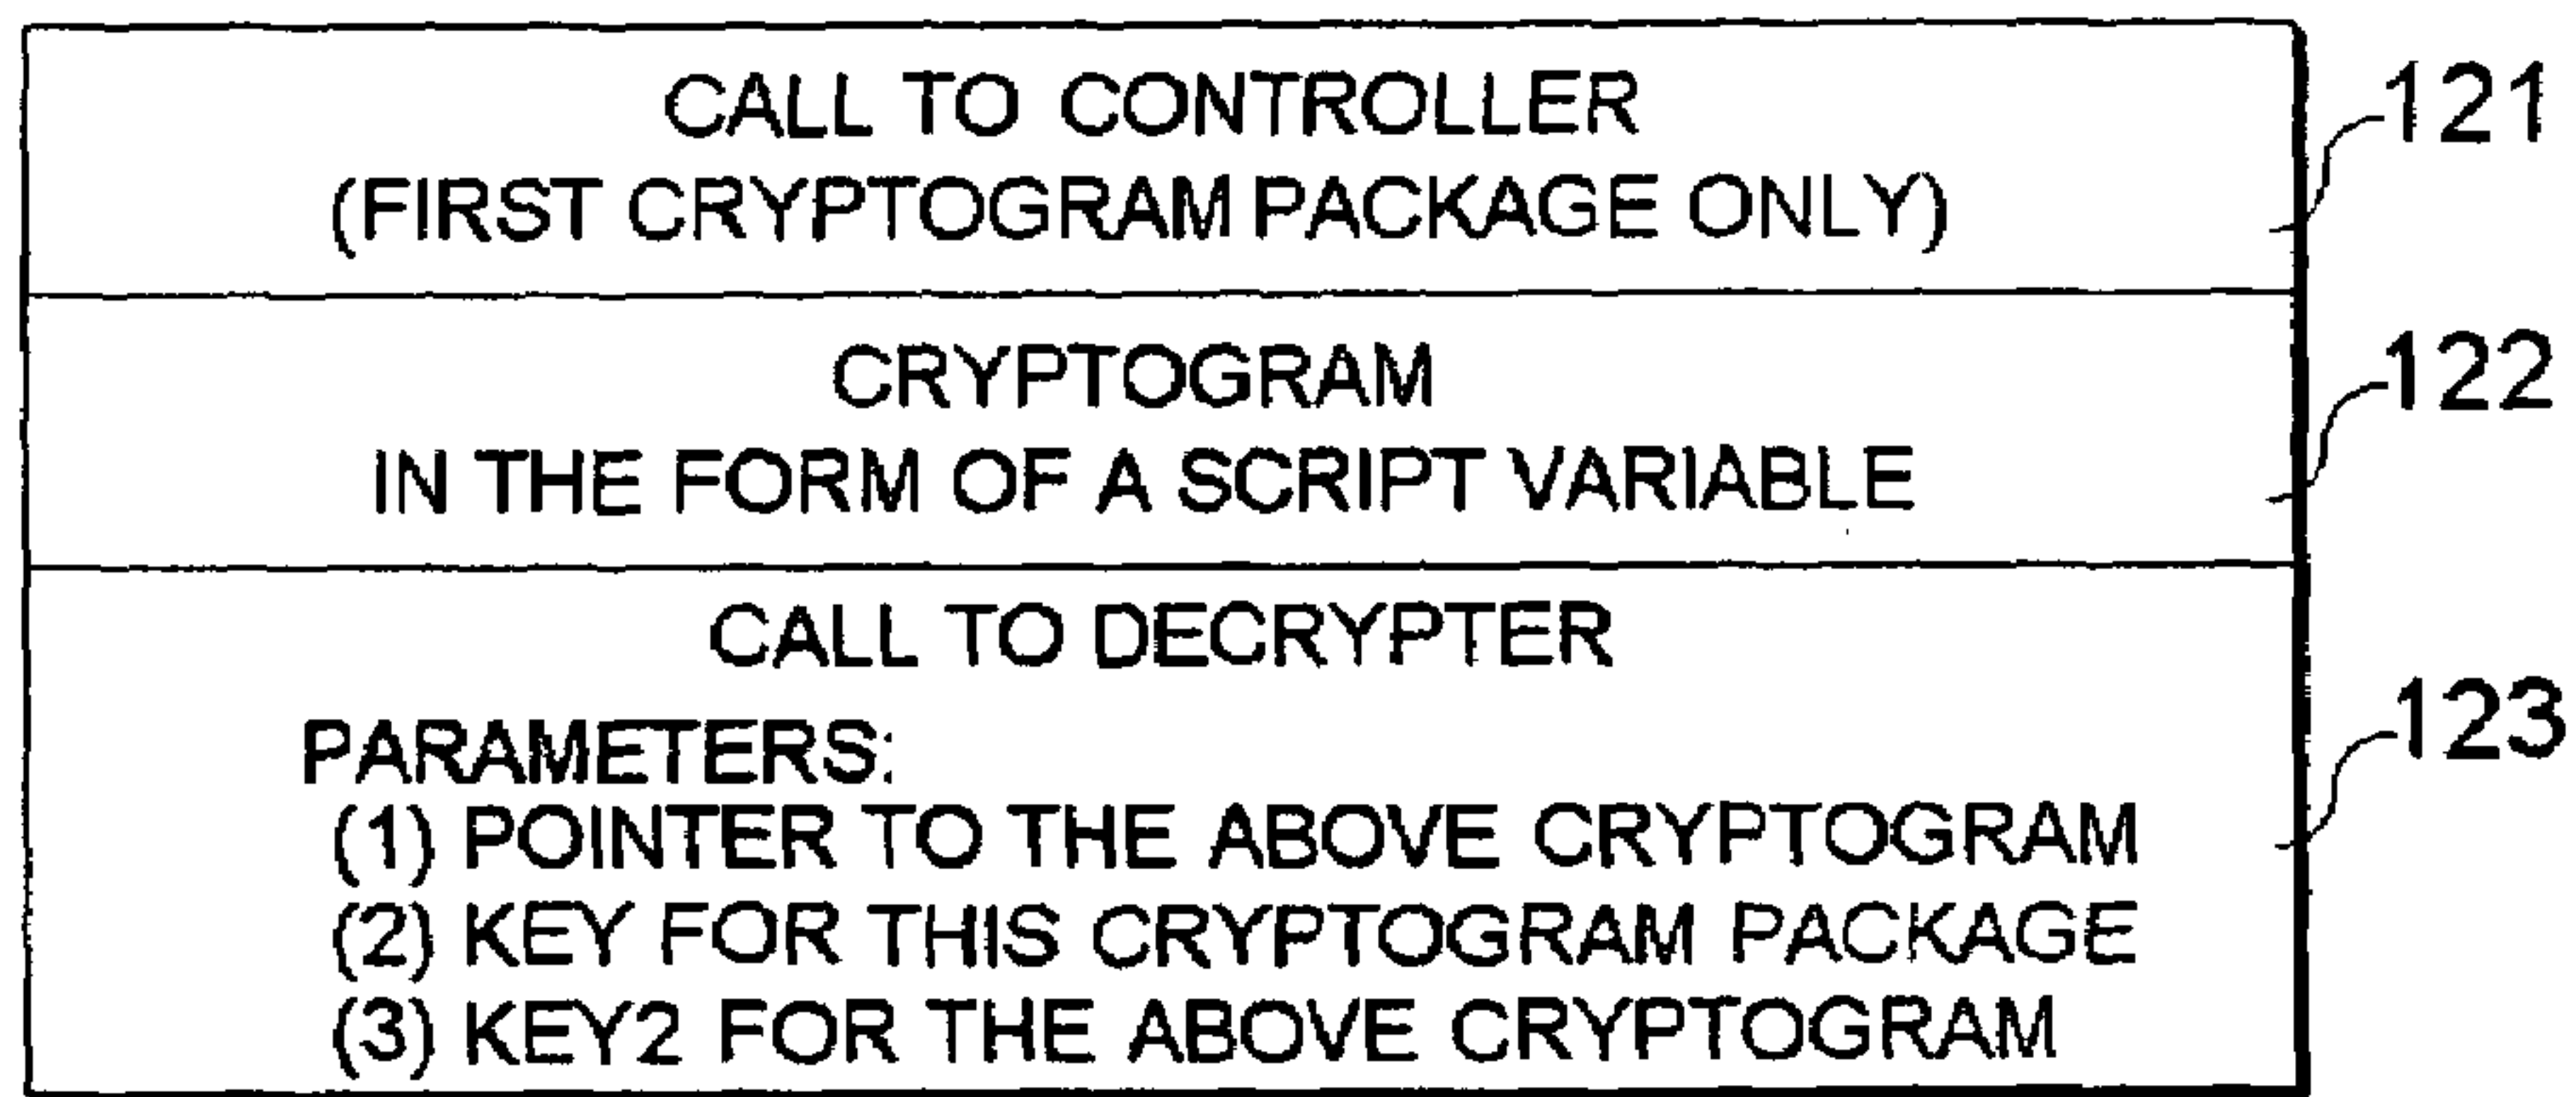 CALL TO CONTROLLER
(FIRST CRYPTOGRAM PACKAGE ONLY)
121
CRYPTOGRAM
IN THE FORM OF A SCRIPT VARIABLE
122
CALL TO DECRYPTER
PARAMETERS:
(1) POINTER TO THE ABOVE CRYPTOGRAM
(2) KEY FOR THIS CRYPTOGRAM PACKAGE
(3) KEY2 FOR THE ABOVE CRYPTOGRAM
123